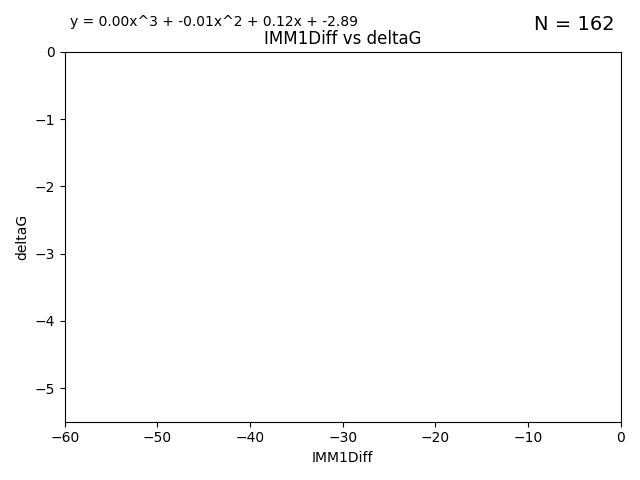 y = 0.00x^3 + -0.01x^2 + 0.12x + -2.89
N = 162
IMM1Diff vs deltaG
0
−1
−2
−3
−4
−5
deltaG
−60 −50 −40 −30 −20 −10 0
IMM1Diff